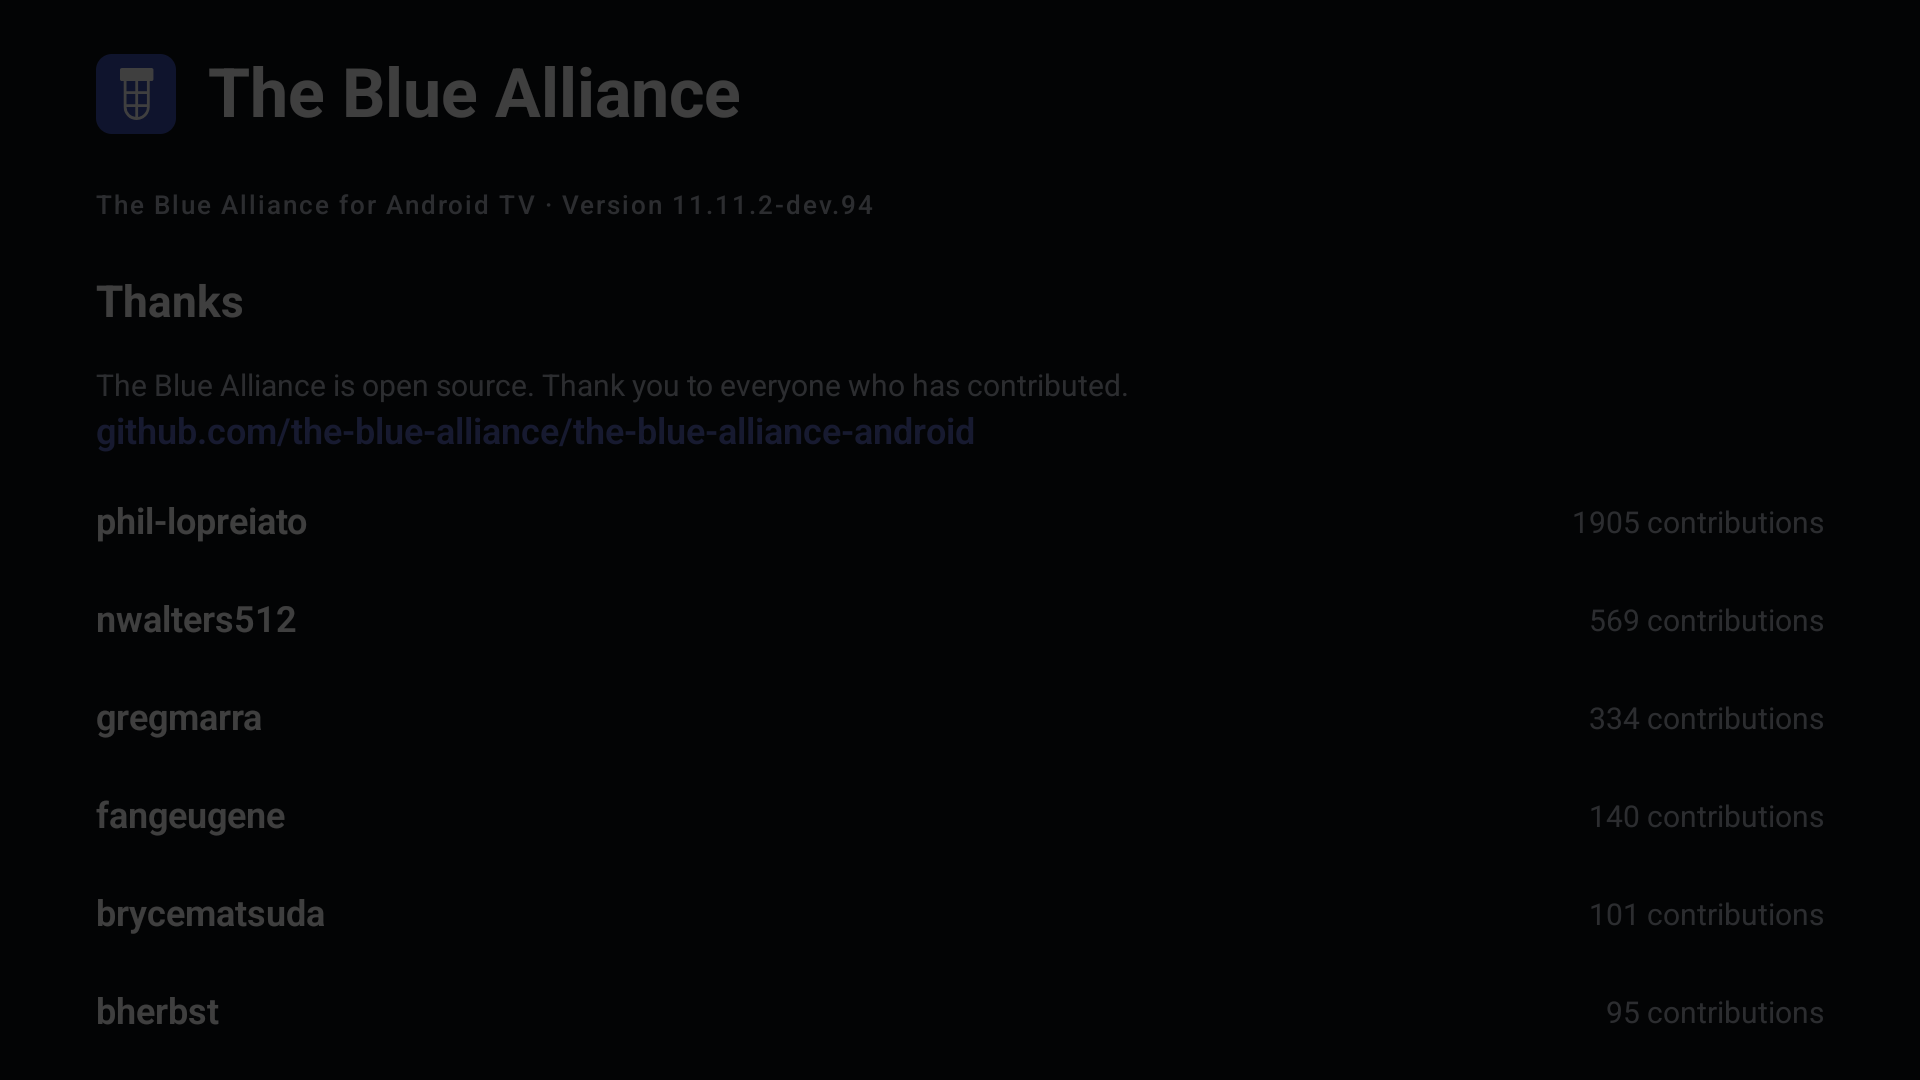 The Blue Alliance
The Blue Alliance for Android TV · Version 11.11.2-dev.94
Thanks
The Blue Alliance is open source. Thank you to everyone who has contributed.
github.com/the-blue-alliance/the-blue-alliance-android
phil-lopreiato 1905 contributions
nwalters512 569 contributions
gregmarra 334 contributions
fangeugene 140 contributions
brycematsuda 101 contributions
bherbst 95 contributions